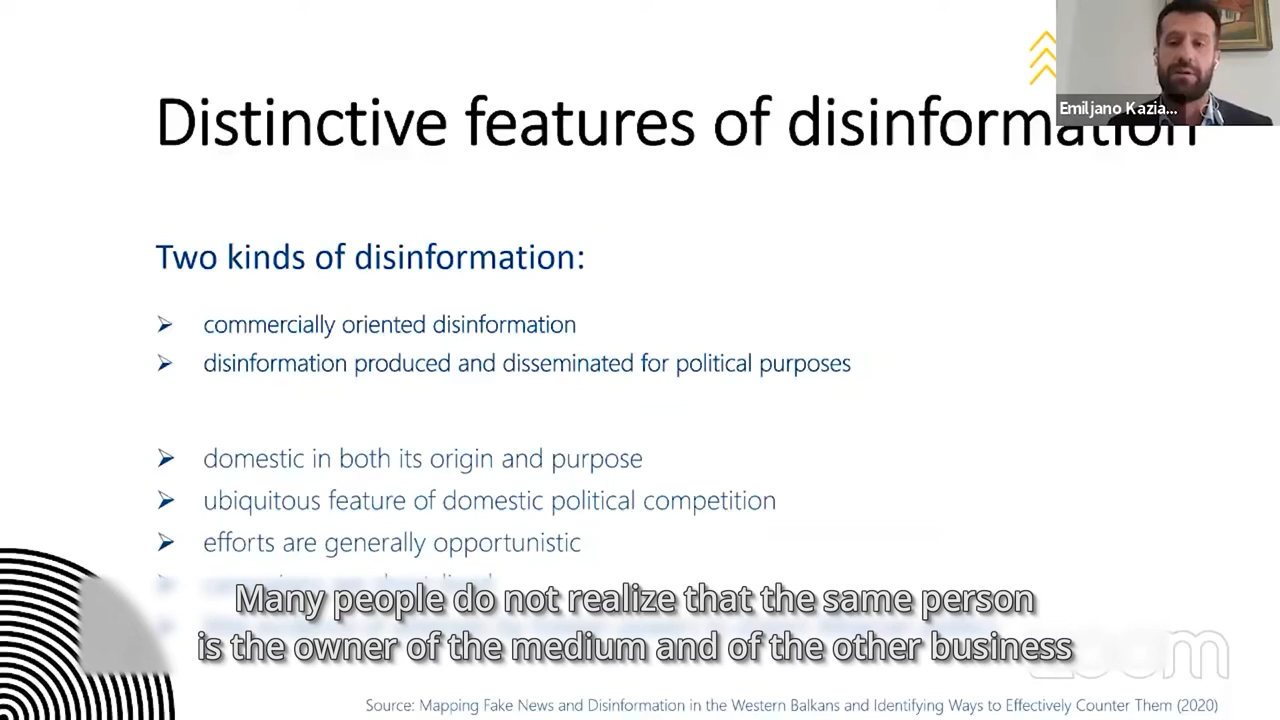 Distinctive features of disinformation
Emiljano Kazia...
Two kinds of disinformation:
commercially oriented disinformation
disinformation produced and disseminated for political purposes
domestic in both its origin and purpose
ubiquitous feature of domestic political competition
efforts are generally opportunistic
Many people do not realize that the same person
is the owner of the medium and of the other business
zoom
Source: Mapping Fake News and Disinformation in the Western Balkans and Identifying Ways to Effectively Counter Them (2020)